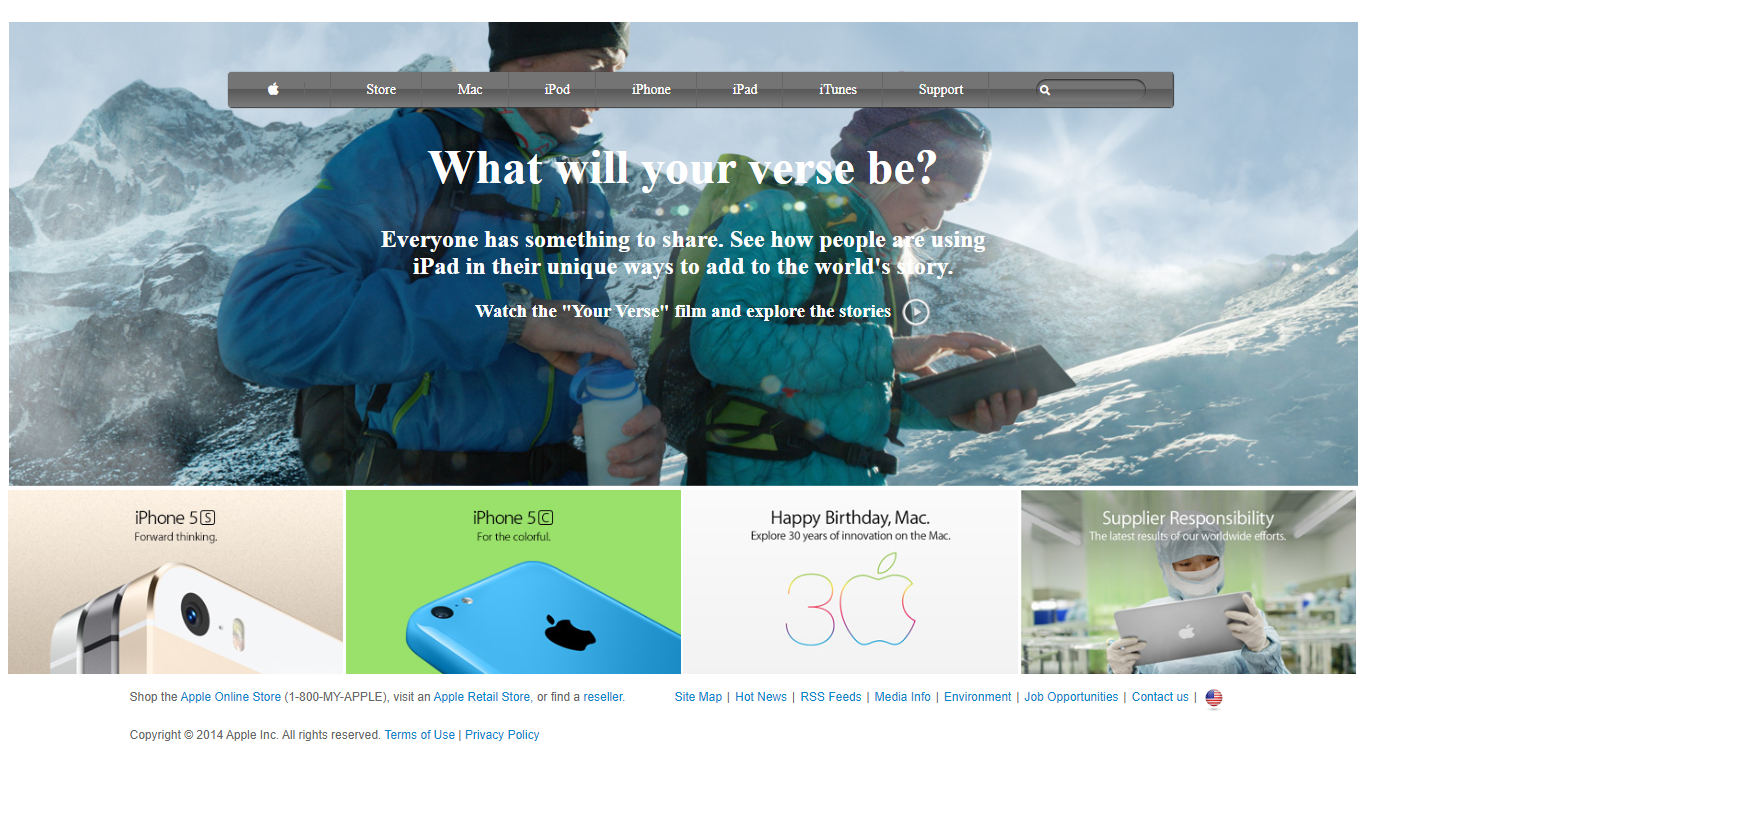 Store Mac iPod iPhone iPad iTunes Support
What will your verse be?
Everyone has something to share. See how people are using
iPad in their unique ways to add to the world's story.
Watch the "Your Verse" film and explore the stories
iPhone 5S
Forward thinking.
iPhone 5C
For the colorful.
Happy Birthday, Mac.
Explore 30 years of innovation on the Mac.
30
Supplier Responsibility
The latest results of our worldwide efforts.
Shop the Apple Online Store (1-800-MY-APPLE), visit an Apple Retail Store, or find a reseller.
Site Map | Hot News | RSS Feeds | Media Info | Environment | Job Opportunities | Contact us |
Copyright © 2014 Apple Inc. All rights reserved. Terms of Use | Privacy Policy